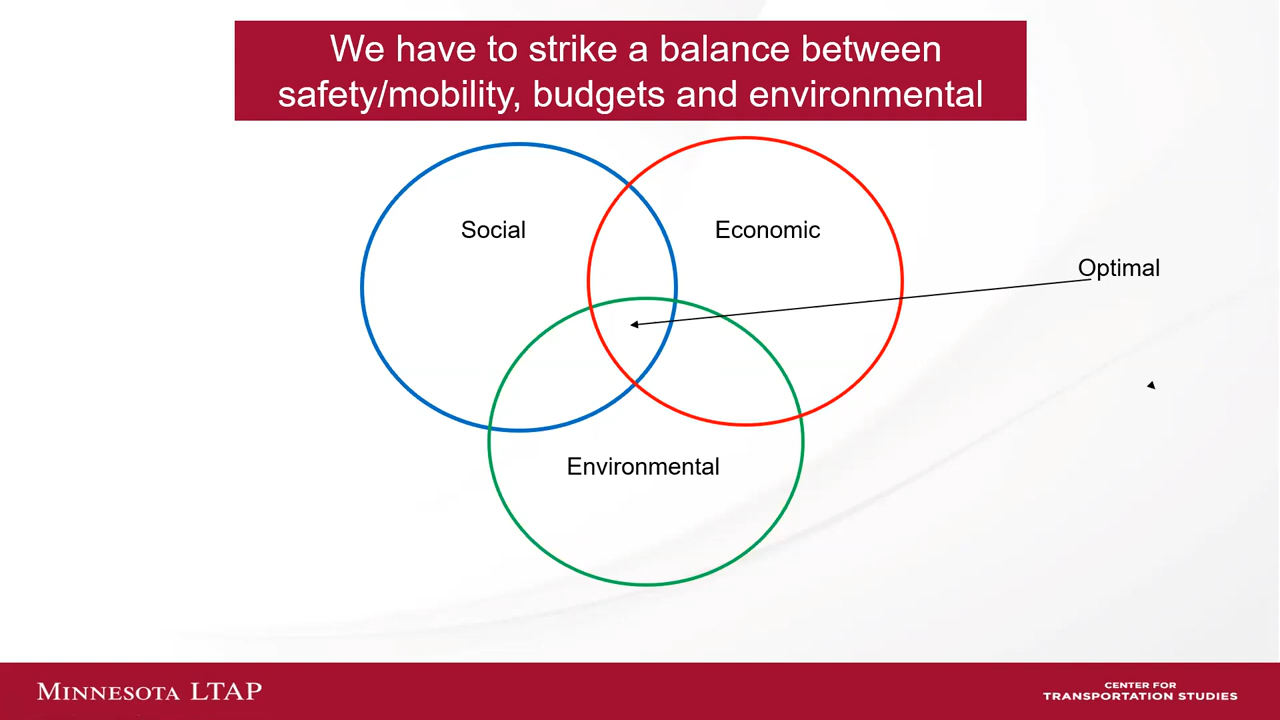 We have to strike a balance between
safety/mobility, budgets and environmental
Social
Economic
Optimal
Environmental
MINNESOTA LTAP
CENTER FOR
TRANSPORTATION STUDIES